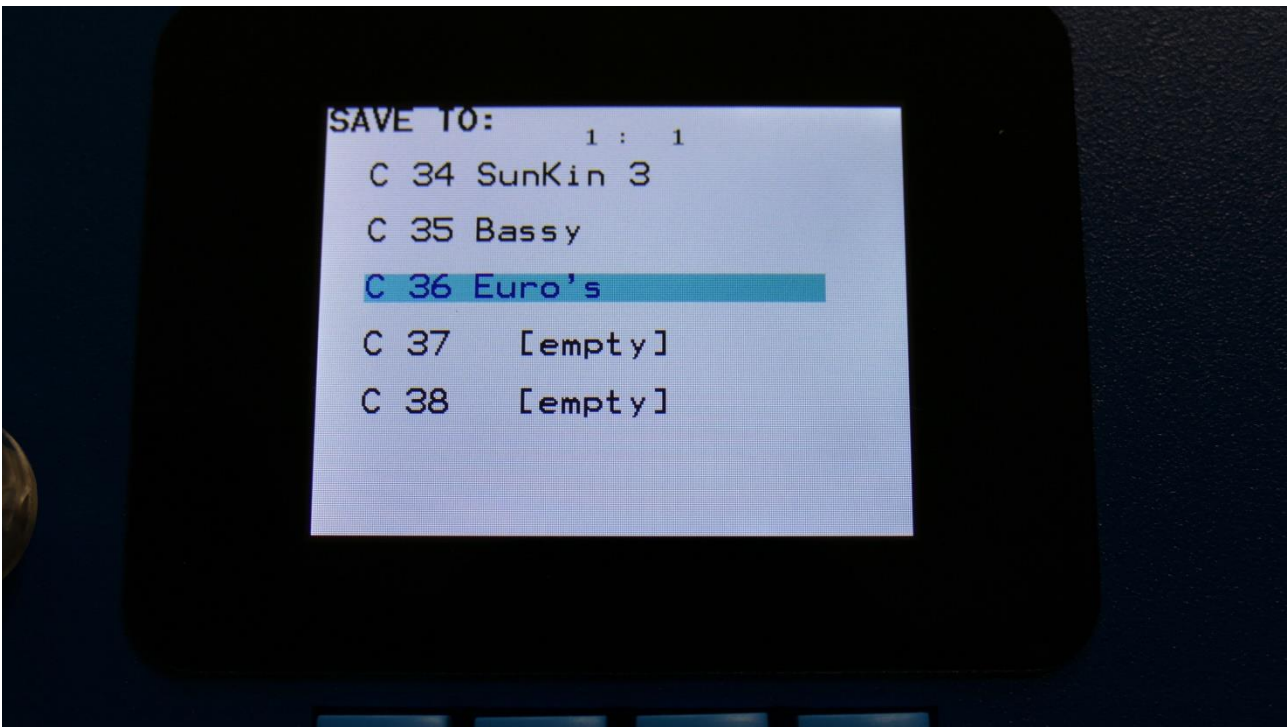 SAVE TO:
1 : 1
C 34 SunKin 3
C 35 Bassy
C 36 Euro's
C 37 [empty]
C 38 [empty]